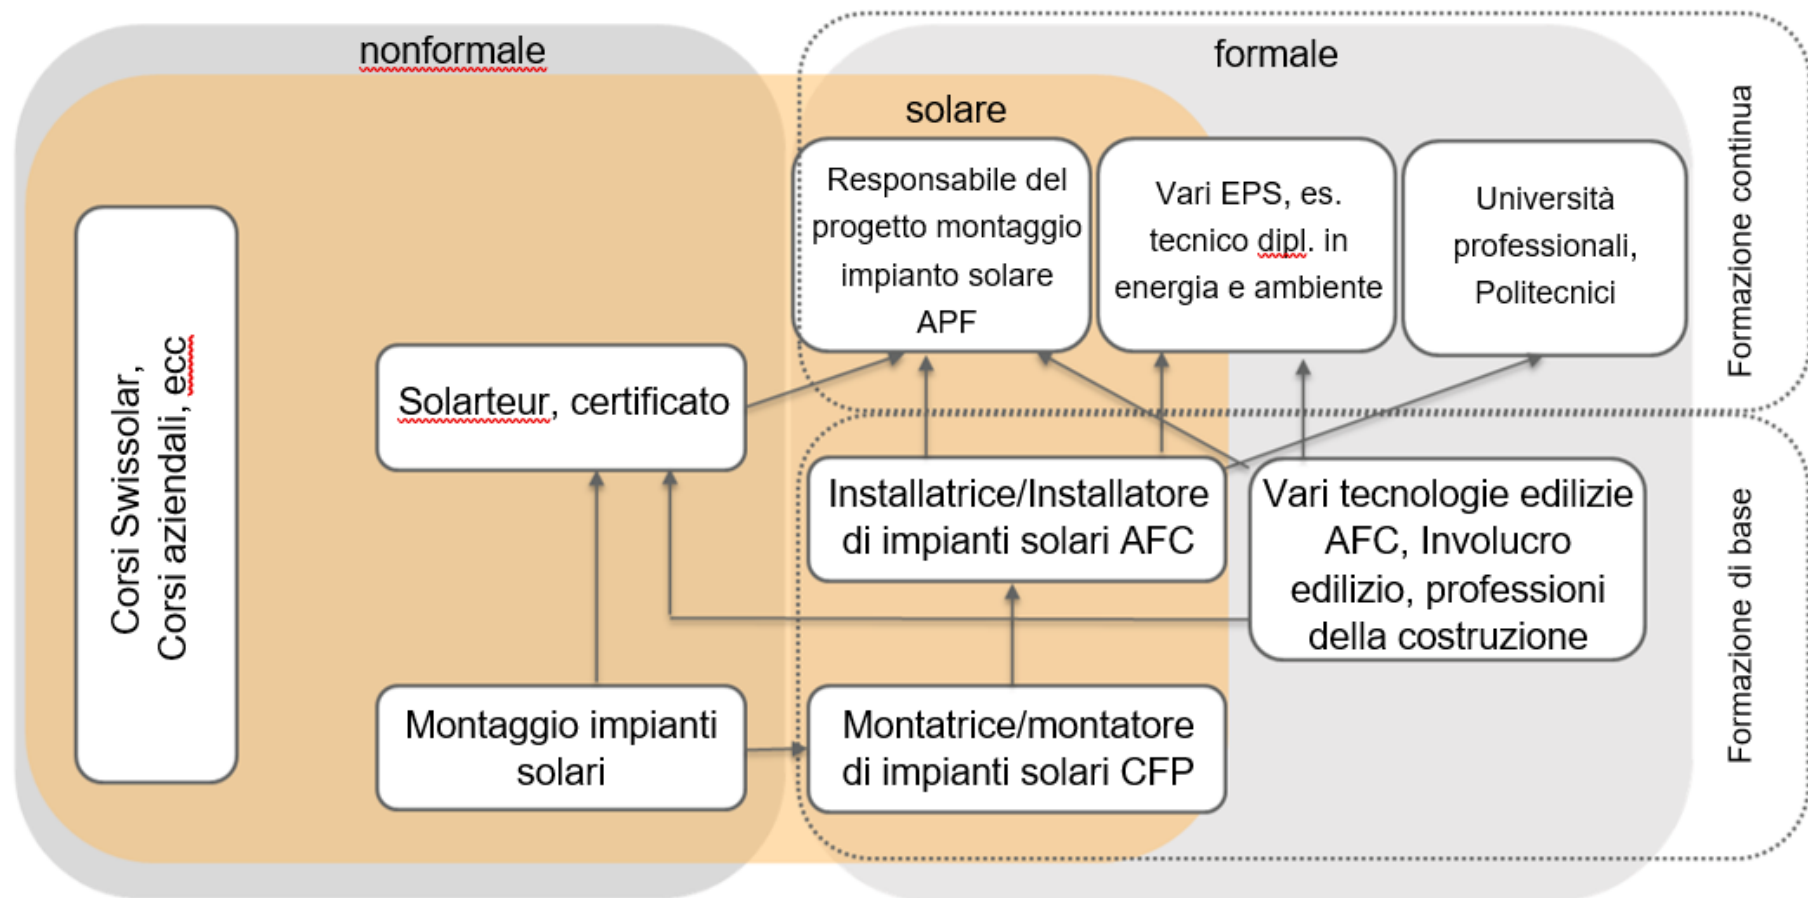 nonformale
formale
solare
Responsabile del
progetto montaggio
impianto solare
APF
Vari EPS, es.
tecnico dipl. in
energia e ambiente
Università
professionali,
Politecnici
Formazione continua
Corsi Swissolar,
Corsi aziendali, ecc
Solarteur, certificato
Installatrice/Installatore
di impianti solari AFC
Vari tecnologie edilizie
AFC, Involucro
edilizio, professioni
della costruzione
Formazione di base
Montaggio impianti
solari
Montatrice/montatore
di impianti solari CFP